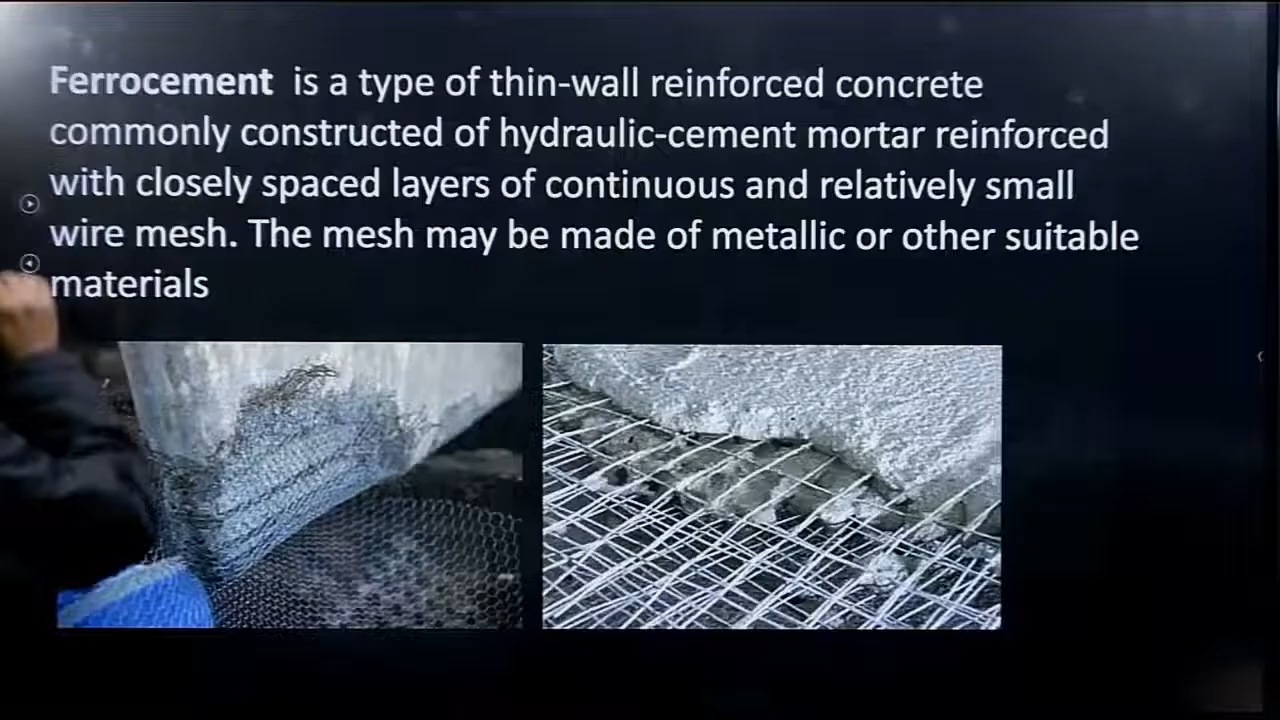 Ferrocement is a type of thin-wall reinforced concrete
commonly constructed of hydraulic-cement mortar reinforced
with closely spaced layers of continuous and relatively small
wire mesh. The mesh may be made of metallic or other suitable
materials